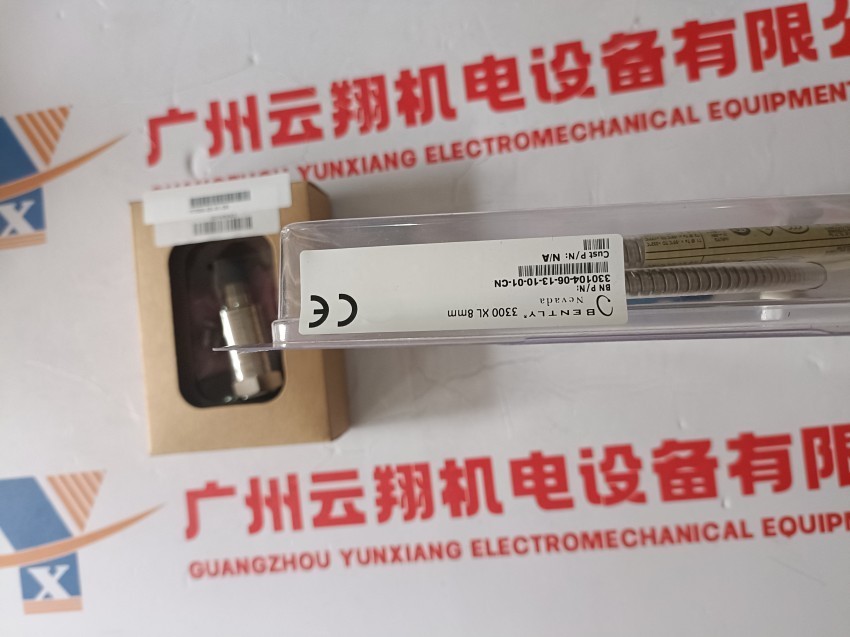 广州云翔机电设备有限公
GUANGZHOU YUNXIANG ELECTROMECHANICAL EQUIPMENT
BENTLY® 3300 XL 8mm
Nevada
BN P/N:
330104-06-13-10-01-CN
Cust P/N: N/A
CE
X
广州云翔机电设备有限
GUANGZHOU YUNXIANG ELECTROMECHANICAL EQUIP
X